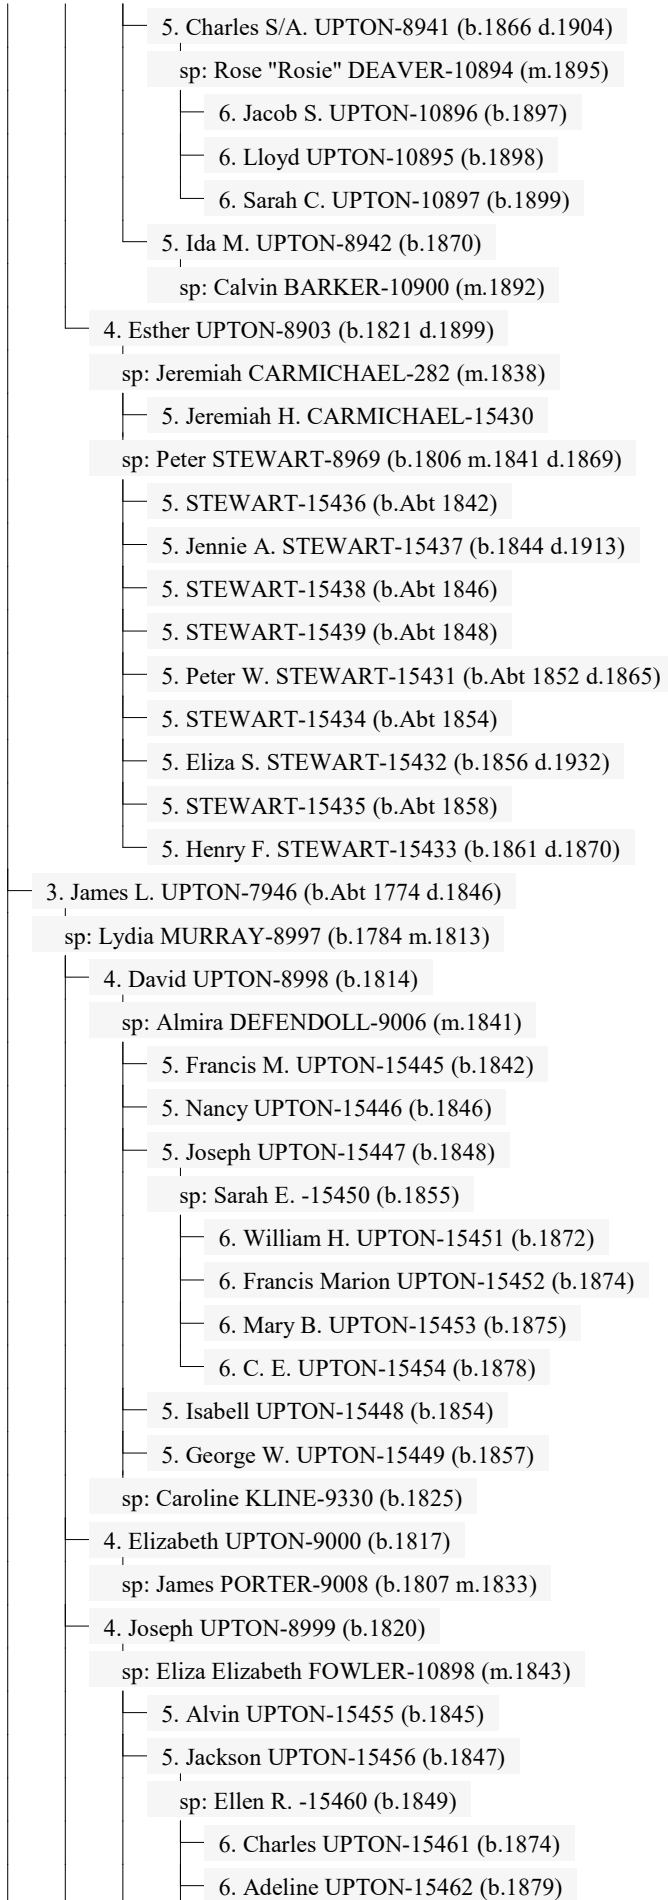 5. Charles S/A. UPTON-8941 (b.1866 d.1904)
sp: Rose "Rosie" DEAVER-10894 (m.1895)
6. Jacob S. UPTON-10896 (b.1897)
6. Lloyd UPTON-10895 (b.1898)
6. Sarah C. UPTON-10897 (b.1899)
5. Ida M. UPTON-8942 (b.1870)
sp: Calvin BARKER-10900 (m.1892)
4. Esther UPTON-8903 (b.1821 d.1899)
sp: Jeremiah CARMICHAEL-282 (m.1838)
5. Jeremiah H. CARMICHAEL-15430
sp: Peter STEWART-8969 (b.1806 m.1841 d.1869)
5. STEWART-15436 (b.Abt 1842)
5. Jennie A. STEWART-15437 (b.1844 d.1913)
5. STEWART-15438 (b.Abt 1846)
5. STEWART-15439 (b.Abt 1848)
5. Peter W. STEWART-15431 (b.Abt 1852 d.1865)
5. STEWART-15434 (b.Abt 1854)
5. Eliza S. STEWART-15432 (b.1856 d.1932)
5. STEWART-15435 (b.Abt 1858)
5. Henry F. STEWART-15433 (b.1861 d.1870)
3. James L. UPTON-7946 (b.Abt 1774 d.1846)
sp: Lydia MURRAY-8997 (b.1784 m.1813)
4. David UPTON-8998 (b.1814)
sp: Almira DEFENDOLL-9006 (m.1841)
5. Francis M. UPTON-15445 (b.1842)
5. Nancy UPTON-15446 (b.1846)
5. Joseph UPTON-15447 (b.1848)
sp: Sarah E. -15450 (b.1855)
6. William H. UPTON-15451 (b.1872)
6. Francis Marion UPTON-15452 (b.1874)
6. Mary B. UPTON-15453 (b.1875)
6. C. E. UPTON-15454 (b.1878)
5. Isabell UPTON-15448 (b.1854)
5. George W. UPTON-15449 (b.1857)
sp: Caroline KLINE-9330 (b.1825)
4. Elizabeth UPTON-9000 (b.1817)
sp: James PORTER-9008 (b.1807 m.1833)
4. Joseph UPTON-8999 (b.1820)
sp: Eliza Elizabeth FOWLER-10898 (m.1843)
5. Alvin UPTON-15455 (b.1845)
5. Jackson UPTON-15456 (b.1847)
sp: Ellen R. -15460 (b.1849)
6. Charles UPTON-15461 (b.1874)
6. Adeline UPTON-15462 (b.1879)